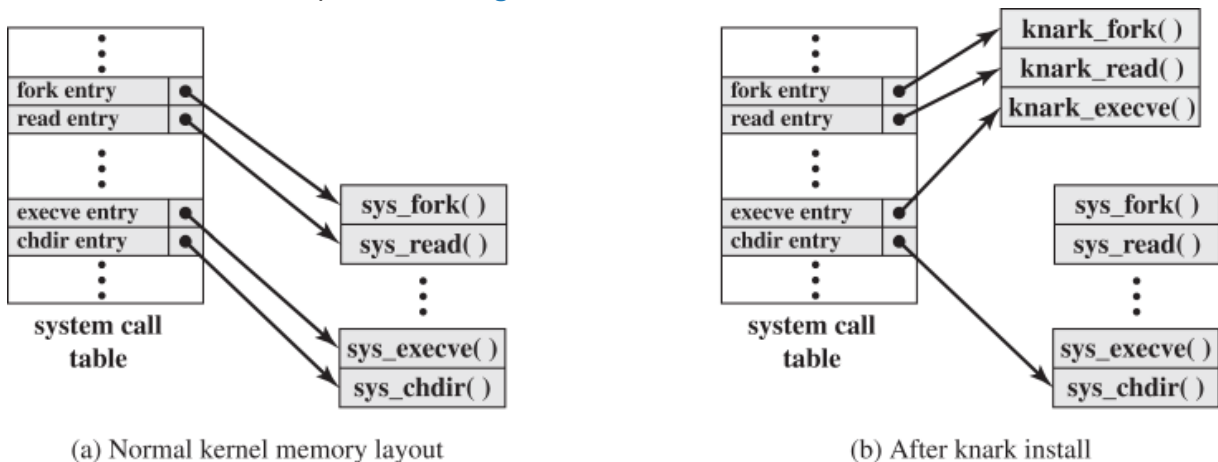 fork entry
read entry
execve entry
chdir entry
system call
table
sys_fork( )
sys_read( )
sys_execve( )
sys_chdir( )
(a) Normal kernel memory layout
fork entry
read entry
execve entry
chdir entry
system call
table
knark_fork( )
knark_read( )
knark_execve( )
sys_fork( )
sys_read( )
sys_execve( )
sys_chdir( )
(b) After knark install